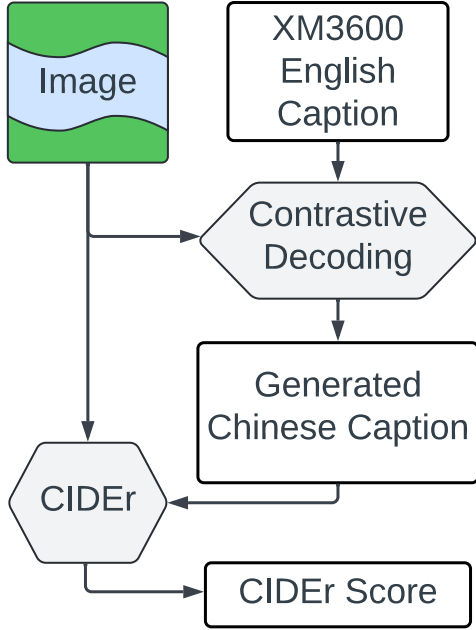 Image
XM3600
English
Caption
Contrastive
Decoding
Generated
Chinese Caption
CIDEr
CIDEr Score